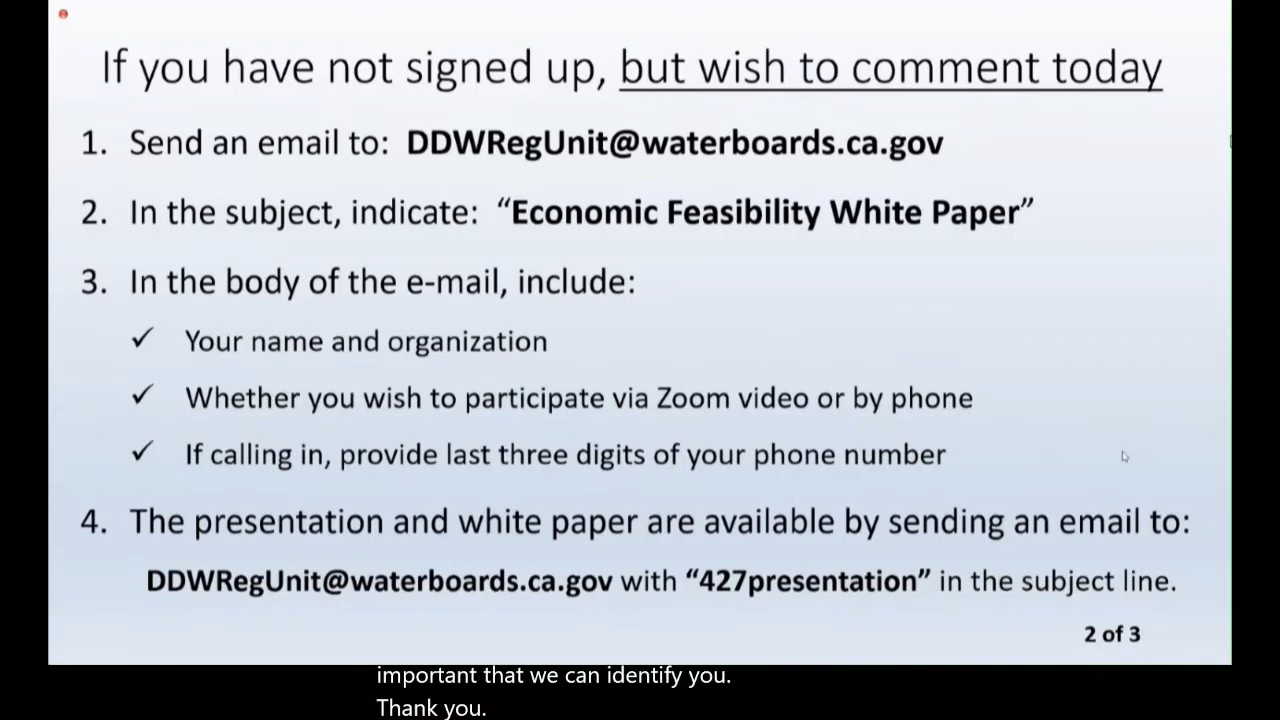 If you have not signed up, but wish to comment today
1. Send an email to: DDWRegUnit@waterboards.ca.gov
2. In the subject, indicate: “Economic Feasibility White Paper”
3. In the body of the e-mail, include:
✓ Your name and organization
✓ Whether you wish to participate via Zoom video or by phone
✓ If calling in, provide last three digits of your phone number
4. The presentation and white paper are available by sending an email to:
DDWRegUnit@waterboards.ca.gov with “427presentation” in the subject line.
2 of 3
important that we can identify you.
Thank you.